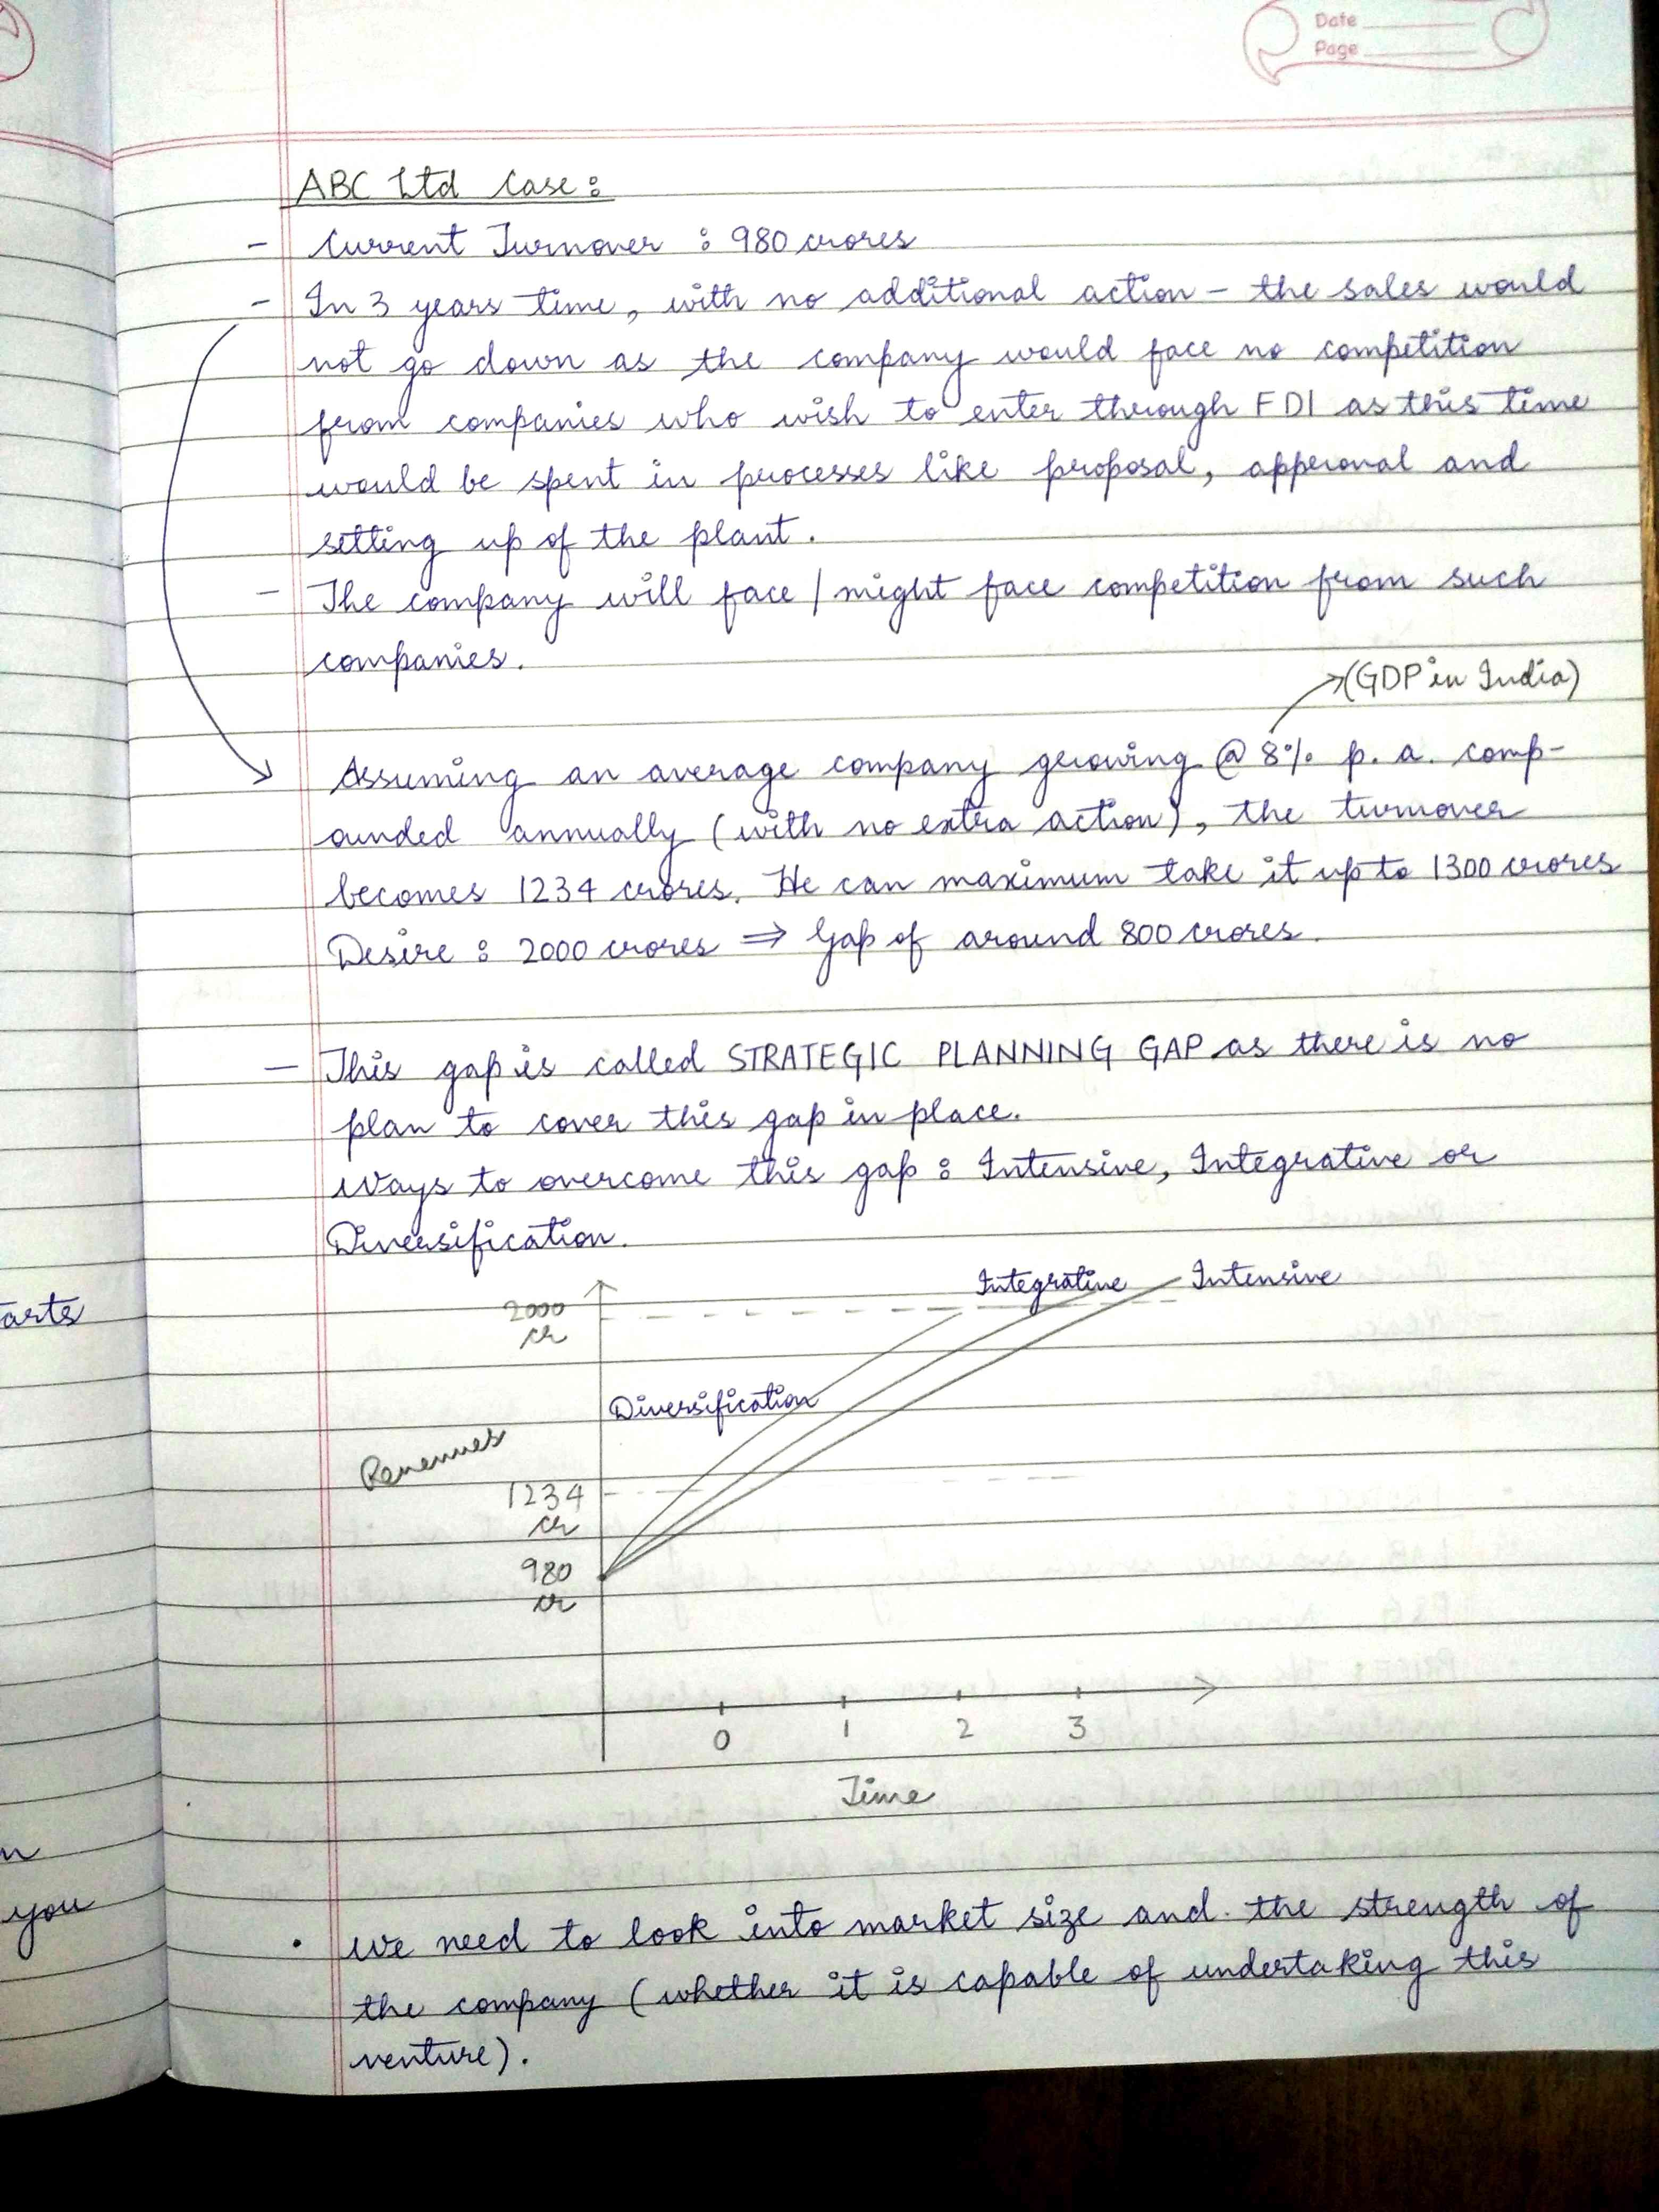 Date
Page
ABC Ltd Case :
- Current Turnover : 980 crores
- In 3 years time, with no additional action - the sales would
not go down as the company would face no competition
from companies who wish to enter through FDI as this time
would be spent in processes like proposal, approval and
setting up of the plant.
- The company will face / might face competition from such
companies.
→ (GDP in India)
Assuming an average company growing @ 8% p. a. comp-
ounded annually (with no extra action), the turnover
becomes 1234 crores. He can maximum take it up to 1300 crores
Desire : 2000 crores ⇒ Gap of around 800 crores.
- This gap is called STRATEGIC PLANNING GAP as there is no
plan to cover this gap in place.
Ways to overcome this gap : Intensive, Integrative or
Diversification.
Integrative Intensive
2000
cr
Diversification
Revenues
1234
cr
980
cr
0 1 2 3
Time
• We need to look into market size and the strength of
the company (whether it is capable of undertaking this
venture).
arts
n
you